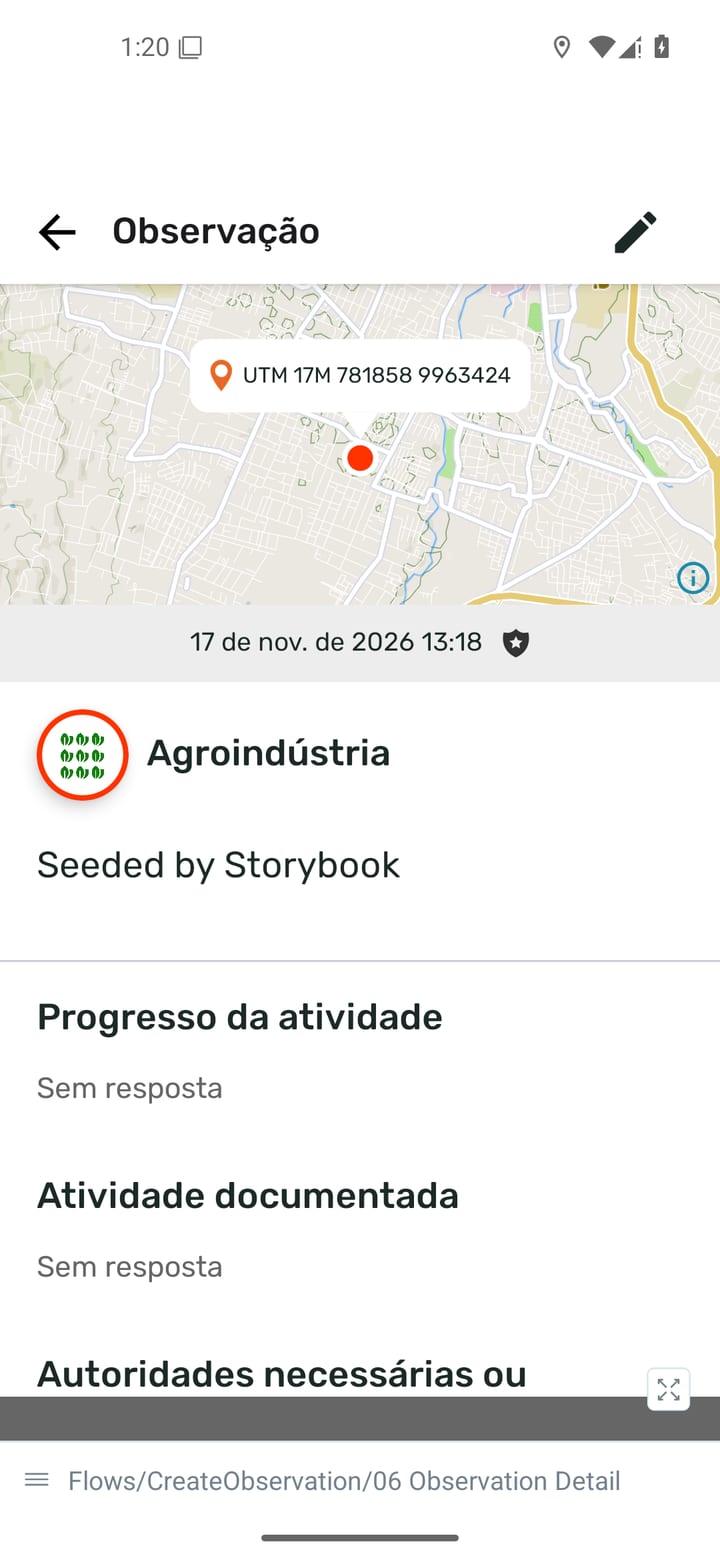 1:20
Observação
UTM 17M 781858 9963424
17 de nov. de 2026 13:18
Agroindústria
Seeded by Storybook
Progresso da atividade
Sem resposta
Atividade documentada
Sem resposta
Autoridades necessárias ou
Flows/CreateObservation/06 Observation Detail